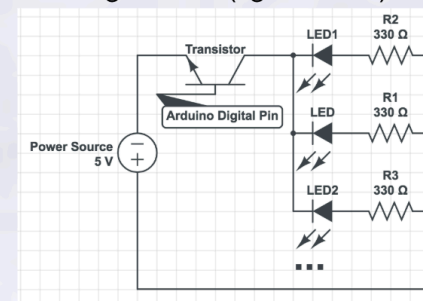 Transistor
Arduino Digital Pin
Power Source
5 V
LED1
R2
330 Ω
LED
R1
330 Ω
LED2
R3
330 Ω